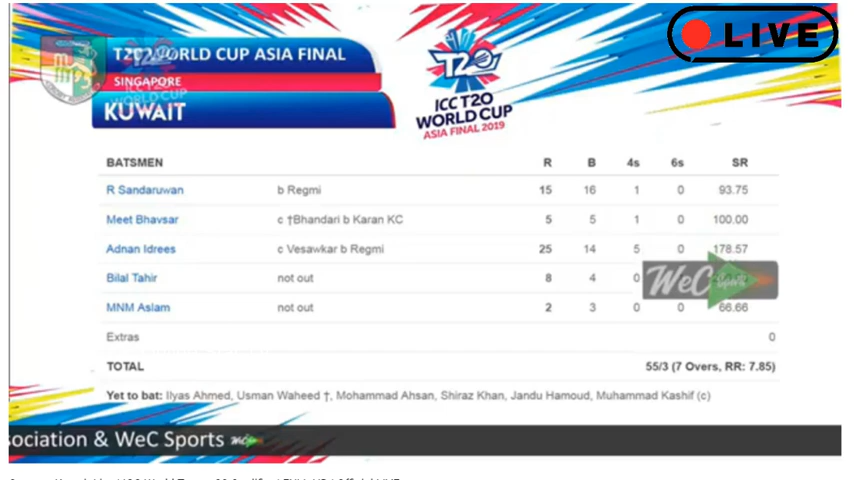 LIVE
T20 WORLD CUP ASIA FINAL
SINGAPORE
KUWAIT
T20
ICC T20
WORLD CUP
ASIA FINAL 2019
BATSMEN R B 4s 6s SR
R Sandaruwan b Regmi 15 16 1 0 93.75
Meet Bhavsar c †Bhandari b Karan KC 5 5 1 0 100.00
Adnan Idrees c Vesawkar b Regmi 25 14 5 0 178.57
Bilal Tahir not out 8 4 0
WeC Sports
MNM Aslam not out 2 3 0 0 66.66
Extras 0
TOTAL 55/3 (7 Overs, RR: 7.85)
Yet to bat: Ilyas Ahmed, Usman Waheed †, Mohammad Ahsan, Shiraz Khan, Jandu Hamoud, Muhammad Kashif (c)
sociation & WeC Sports WeC